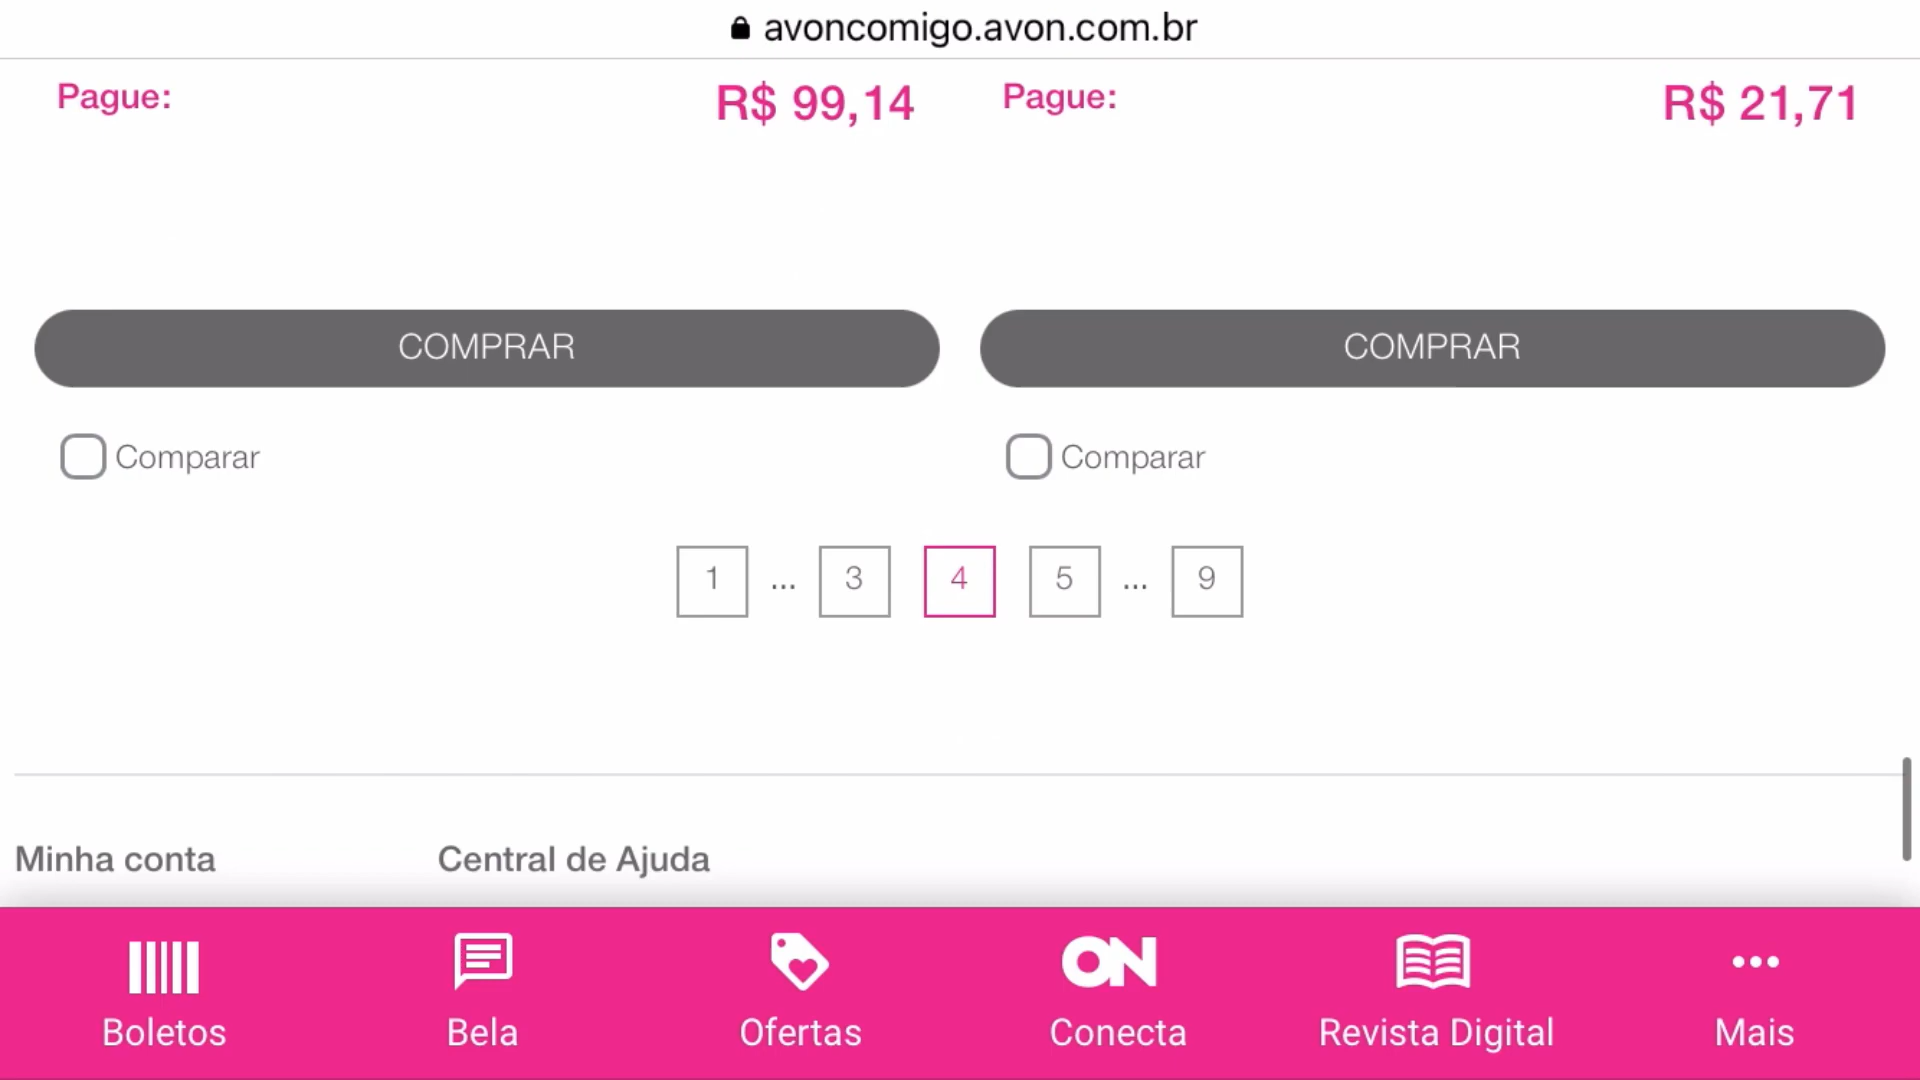 avoncomigo.avon.com.br
Pague: R$ 99,14 Pague: R$ 21,71
COMPRAR COMPRAR
Comparar Comparar
1 ... 3 4 5 ... 9
Minha conta Central de Ajuda
ON
Boletos Bela Ofertas Conecta Revista Digital Mais